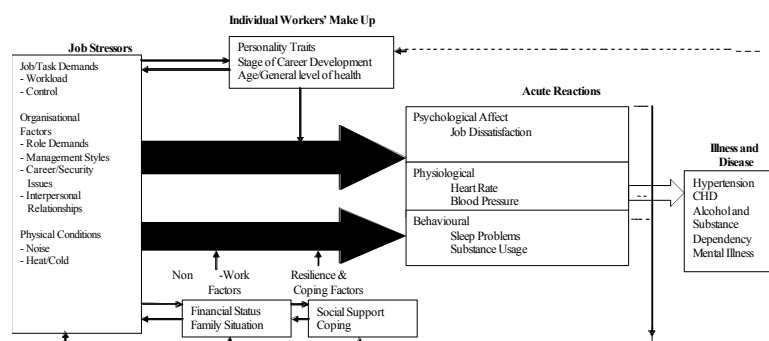 Individual Workers' Make Up
Job Stressors
Personality Traits
Stage of Career Development
Age/General level of health
Job/Task Demands
- Workload
- Control
Organisational
Factors
- Role Demands
- Management Styles
- Career/Security
Issues
- Interpersonal
Relationships
Physical Conditions
- Noise
- Heat/Cold
Acute Reactions
Psychological Affect
Job Dissatisfaction
Physiological
Heart Rate
Blood Pressure
Behavioural
Sleep Problems
Substance Usage
Illness and
Disease
Hypertension
CHD
Alcohol and
Substance
Dependency
Mental Illness
Non -Work
Factors
Resilience &
Coping Factors
Financial Status
Family Situation
Social Support
Coping